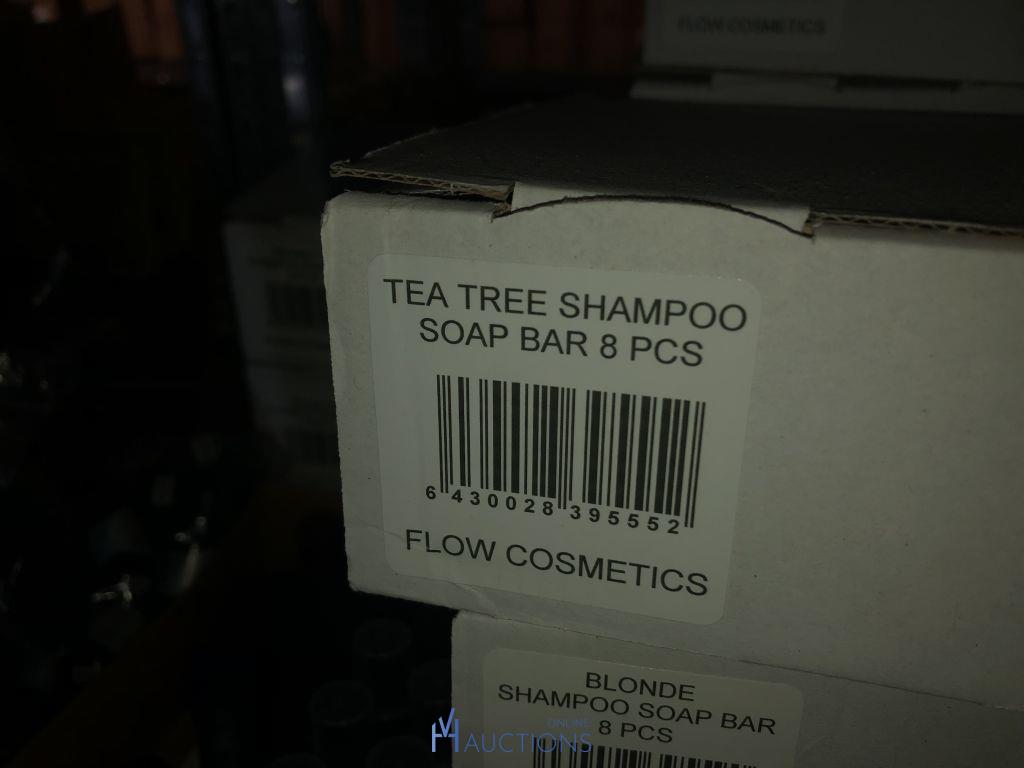 FLOW COSMETICS
TEA TREE SHAMPOO
SOAP BAR 8 PCS
6 430028 395552
FLOW COSMETICS
BLONDE
SHAMPOO SOAP BAR
8 PCS
ONLINE
AUCTIONS